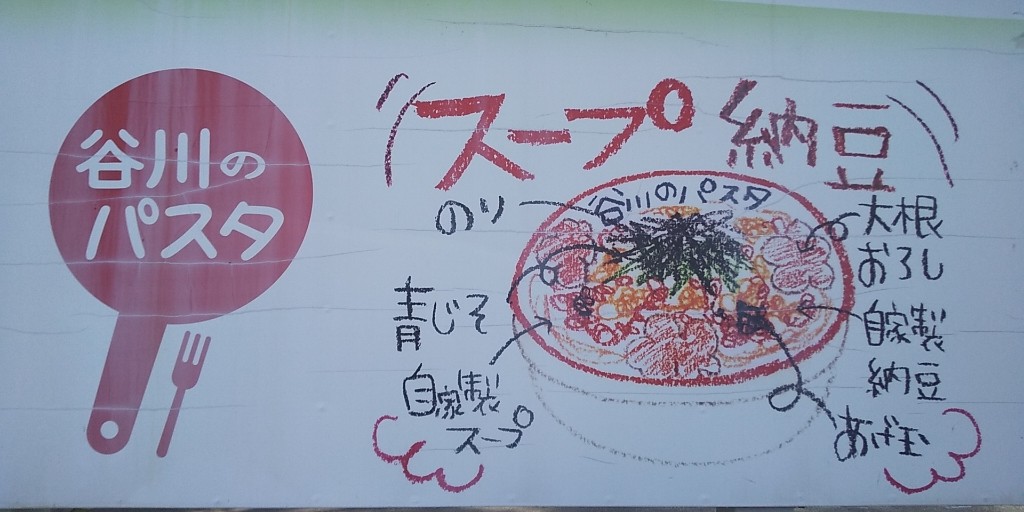 谷川の
パスタ
スープ納豆
谷川のパスタ
のり
青じそ
自家製
スープ
大根
おろし
自家製
納豆
あげ玉